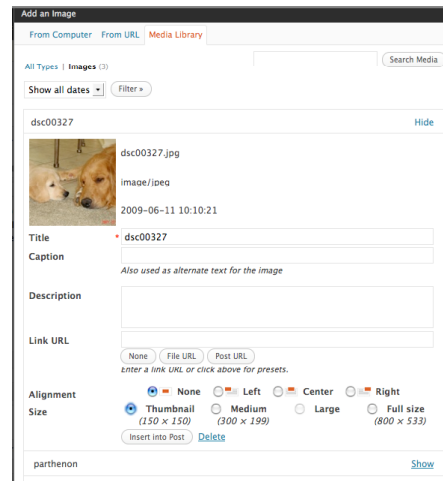 Add an Image
From Computer From URL Media Library
Search Media
All Types | Images (3)
Show all dates Filter »
dsc00327 Hide
dsc00327.jpg
image/jpeg
2009-06-11 10:10:21
Title * dsc00327
Caption
Also used as alternate text for the image
Description
Link URL
None File URL Post URL
Enter a link URL or click above for presets.
Alignment None Left Center Right
Size Thumbnail Medium Large Full size
(150 × 150) (300 × 199) (800 × 533)
Insert into Post Delete
parthenon Show